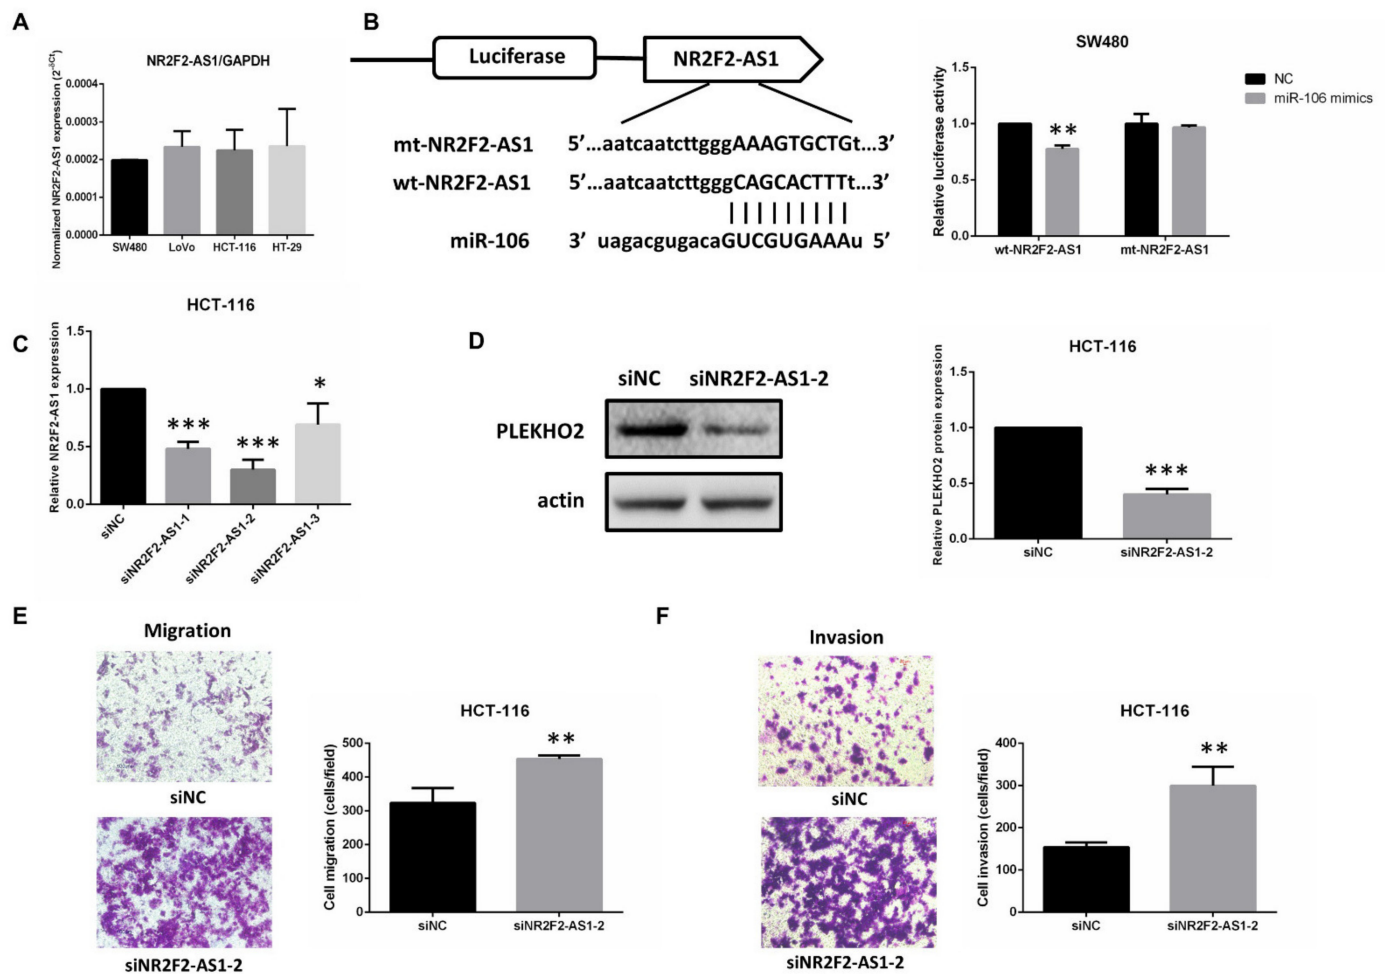 A
NR2F2-AS1/GAPDH
Normalized NR2F2-AS1 expression (2^-δCt)
0.0004
0.0003
0.0002
0.0001
0.0000
SW480 LoVo HCT-116 HT-29
B
Luciferase NR2F2-AS1
mt-NR2F2-AS1 5’...aatcaatcttgggAAAGTGCTGt...3’
wt-NR2F2-AS1 5’...aatcaatcttgggCAGCACTTTt...3’
miR-106 3’ uagacgugacaGUCGUGAAAu 5’
SW480
Relative luciferase activity
1.5
1.0
0.5
0.0
**
wt-NR2F2-AS1 mt-NR2F2-AS1
NC
miR-106 mimics
C
HCT-116
Relative NR2F2-AS1 expression
1.5
1.0
0.5
0.0
*** *** *
siNC siNR2F2-AS1-1 siNR2F2-AS1-2 siNR2F2-AS1-3
D
siNC siNR2F2-AS1-2
PLEKHO2
actin
HCT-116
Relative PLEKHO2 protein expression
1.5
1.0
0.5
0.0
***
siNC siNR2F2-AS1-2
E
Migration
siNC
siNR2F2-AS1-2
HCT-116
Cell migration (cells/field)
500
400
300
200
100
0
**
siNC siNR2F2-AS1-2
F
Invasion
siNC
siNR2F2-AS1-2
HCT-116
Cell invasion (cells/field)
400
300
200
100
0
**
siNC siNR2F2-AS1-2